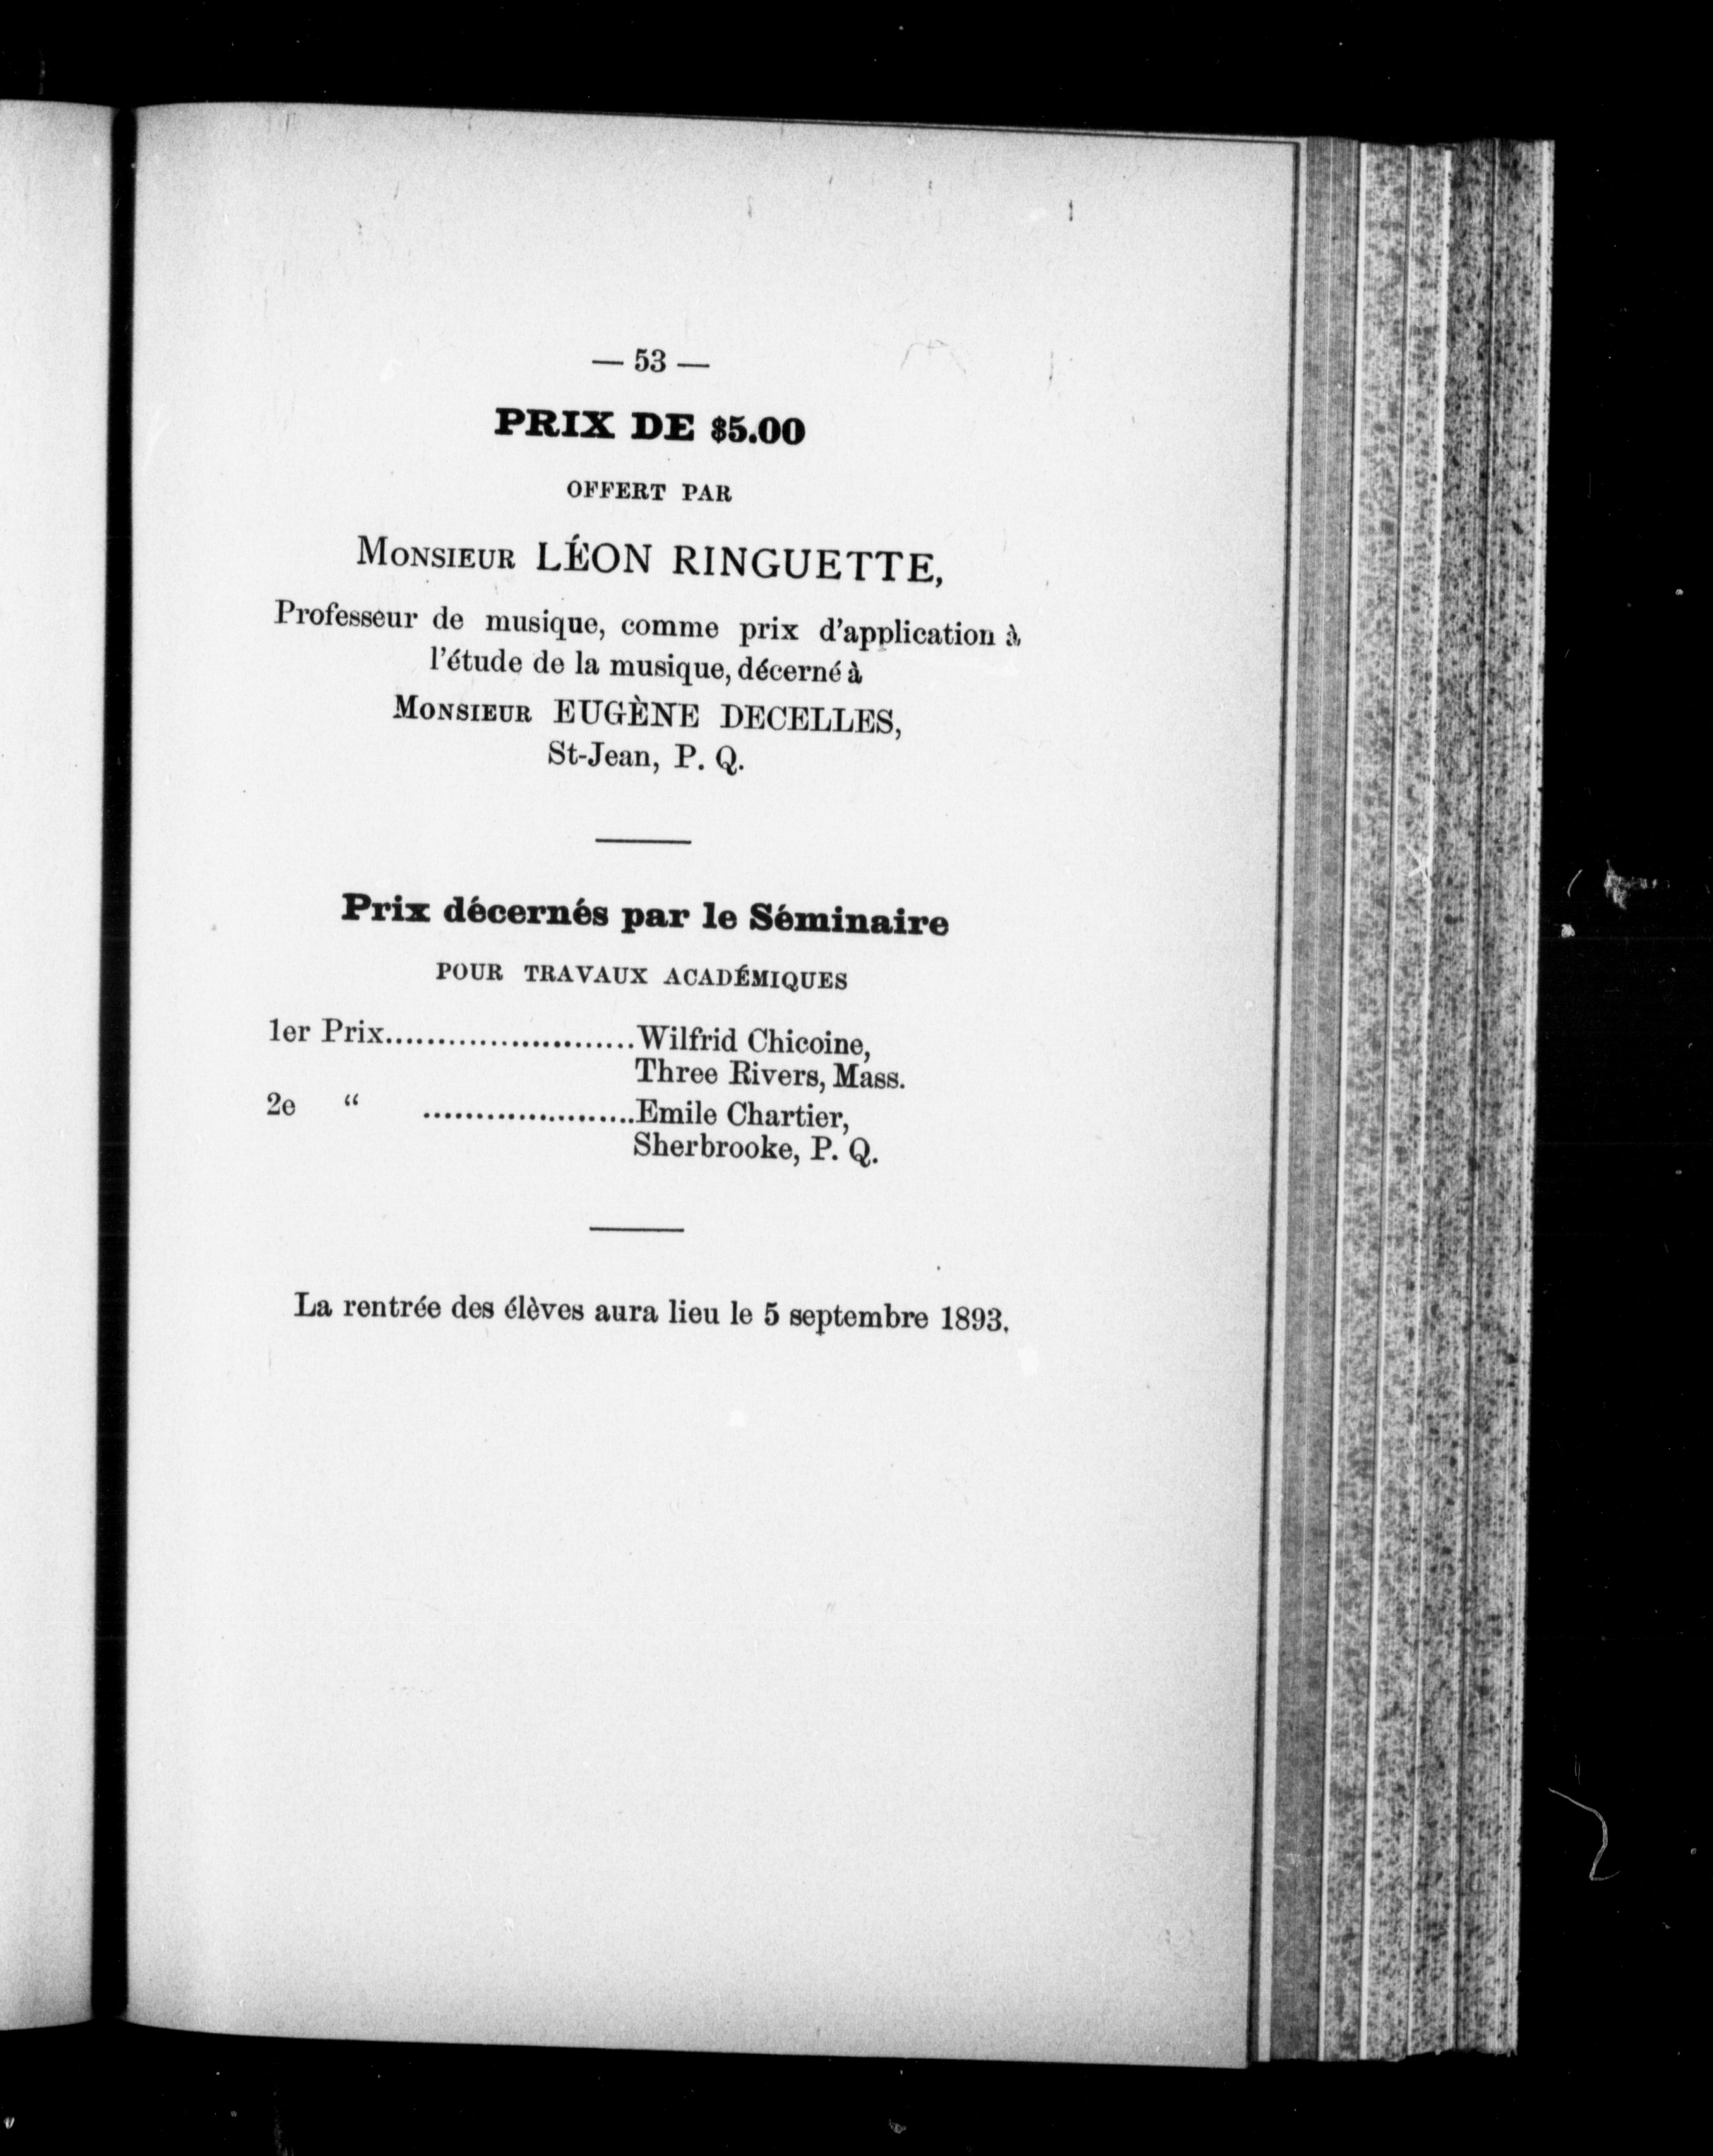 — 53 —
PRIX DE $5.00
OFFERT PAR
MONSIEUR LÉON RINGUETTE,
Professeur de musique, comme prix d'application à
l'étude de la musique, décerné à
MONSIEUR EUGÈNE DECELLES,
St-Jean, P. Q.
Prix décernés par le Séminaire
POUR TRAVAUX ACADÉMIQUES
1er Prix........................Wilfrid Chicoine,
Three Rivers, Mass.
2e “ .....................Emile Chartier,
Sherbrooke, P. Q.
La rentrée des élèves aura lieu le 5 septembre 1893.